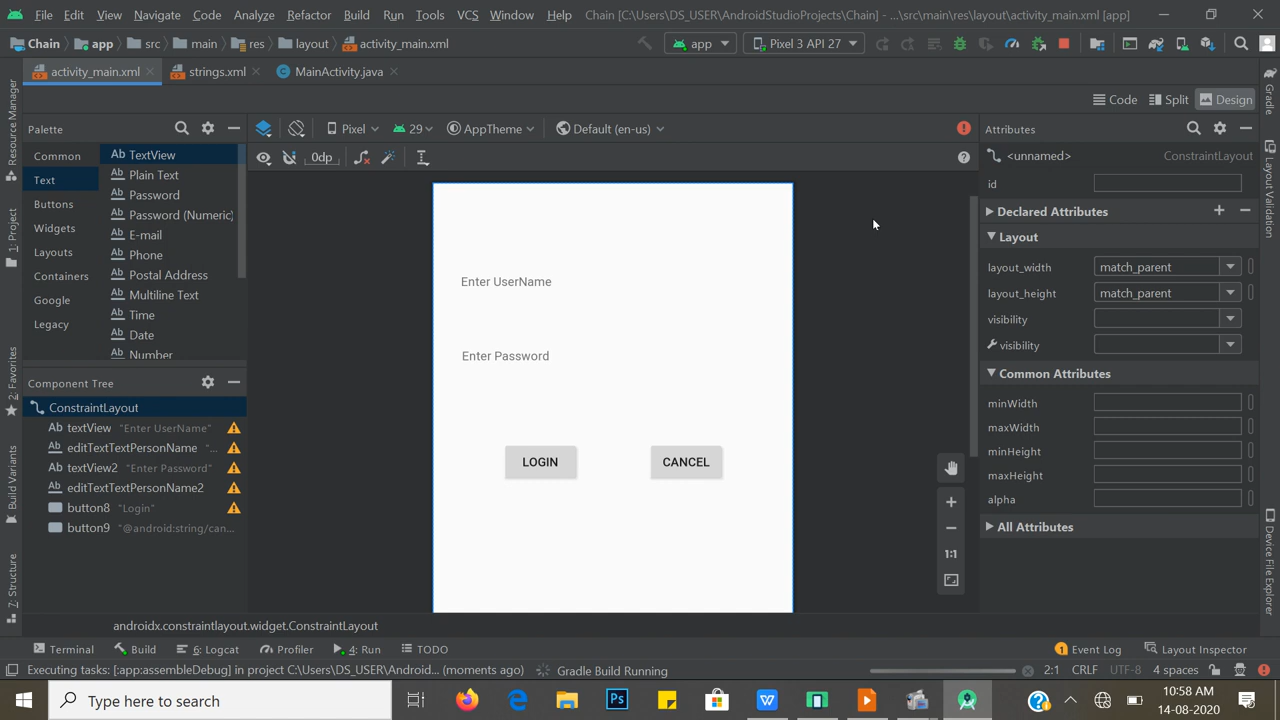 File Edit View Navigate Code Analyze Refactor Build Run Tools VCS Window Help Chain [C:\Users\DS_USER\AndroidStudioProjects\Chain] - ...\src\main\res\layout\activity_main.xml [app]
Chain app src main res layout activity_main.xml app Pixel 3 API 27
activity_main.xml strings.xml MainActivity.java
Code Split Design
Palette Pixel 29 AppTheme Default (en-us) Attributes
0dp <unnamed> ConstraintLayout
Common
Text
Buttons
Widgets
Layouts
Containers
Google
Legacy
Ab TextView
Ab Plain Text
Ab Password
Ab Password (Numeric)
Ab E-mail
Ab Phone
Ab Postal Address
Ab Multiline Text
Ab Time
Ab Date
Ab Number
Component Tree
ConstraintLayout
Ab textView "Enter UserName"
Ab editTextTextPersonName "...
Ab textView2 "Enter Password"
Ab editTextTextPersonName2
button8 "Login"
button9 "@android:string/can...
Enter UserName
Enter Password
LOGIN CANCEL
1:1
id
Declared Attributes
Layout
layout_width match_parent
layout_height match_parent
visibility
visibility
Common Attributes
minWidth
maxWidth
minHeight
maxHeight
alpha
All Attributes
Resource Manager
1: Project
2: Favorites
Build Variants
7: Structure
Gradle
Layout Validation
Device File Explorer
androidx.constraintlayout.widget.ConstraintLayout
Terminal Build 6: Logcat Profiler 4: Run TODO 1 Event Log Layout Inspector
Executing tasks: [:app:assembleDebug] in project C:\Users\DS_USER\Androi... (moments ago) Gradle Build Running 2:1 CRLF UTF-8 4 spaces
Type here to search
10:58 AM
14-08-2020